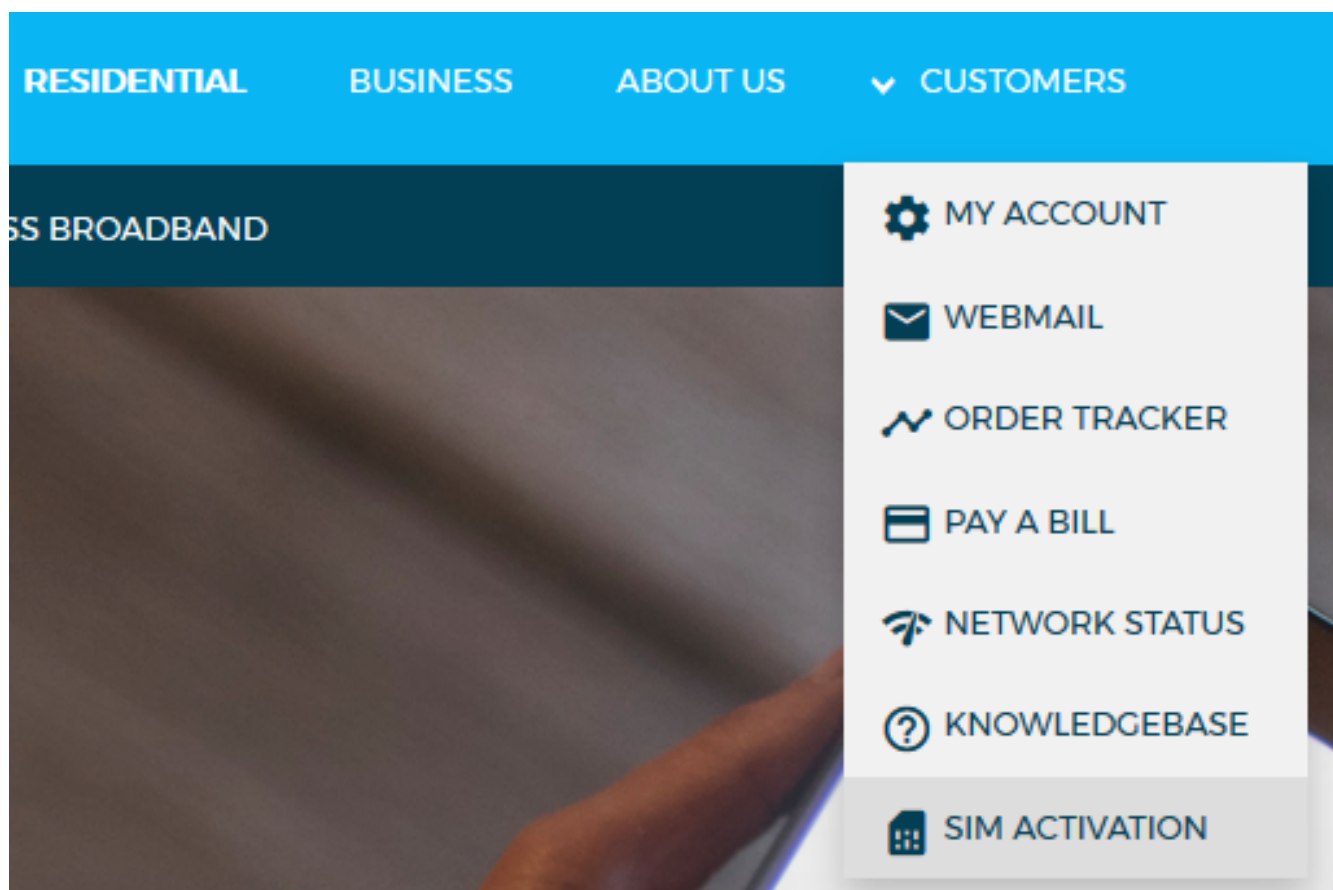 RESIDENTIAL BUSINESS ABOUT US CUSTOMERS
SS BROADBAND
MY ACCOUNT
WEBMAIL
ORDER TRACKER
PAY A BILL
NETWORK STATUS
KNOWLEDGEBASE
SIM ACTIVATION